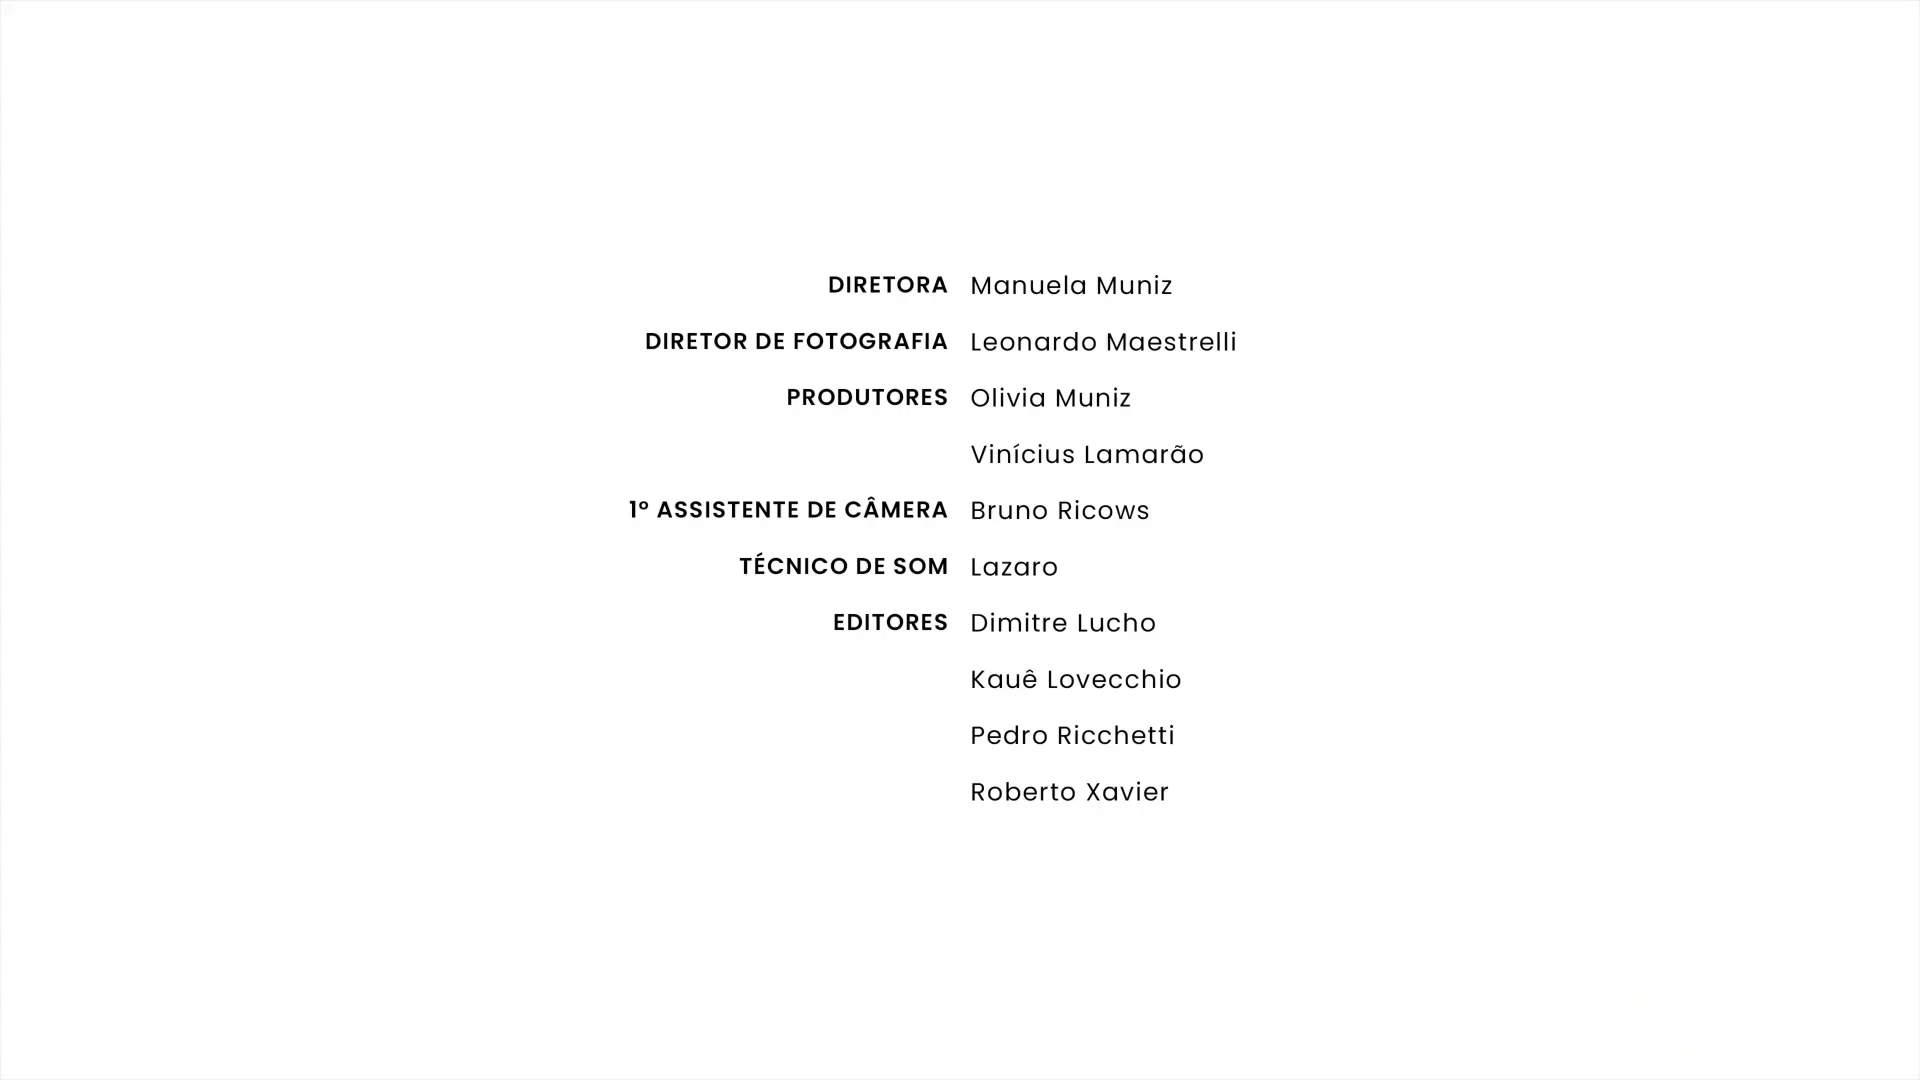 DIRETORA Manuela Muniz
DIRETOR DE FOTOGRAFIA Leonardo Maestrelli
PRODUTORES Olivia Muniz
Vinícius Lamarão
1º ASSISTENTE DE CÂMERA Bruno Ricows
TÉCNICO DE SOM Lazaro
EDITORES Dimitre Lucho
Kauê Lovecchio
Pedro Ricchetti
Roberto Xavier